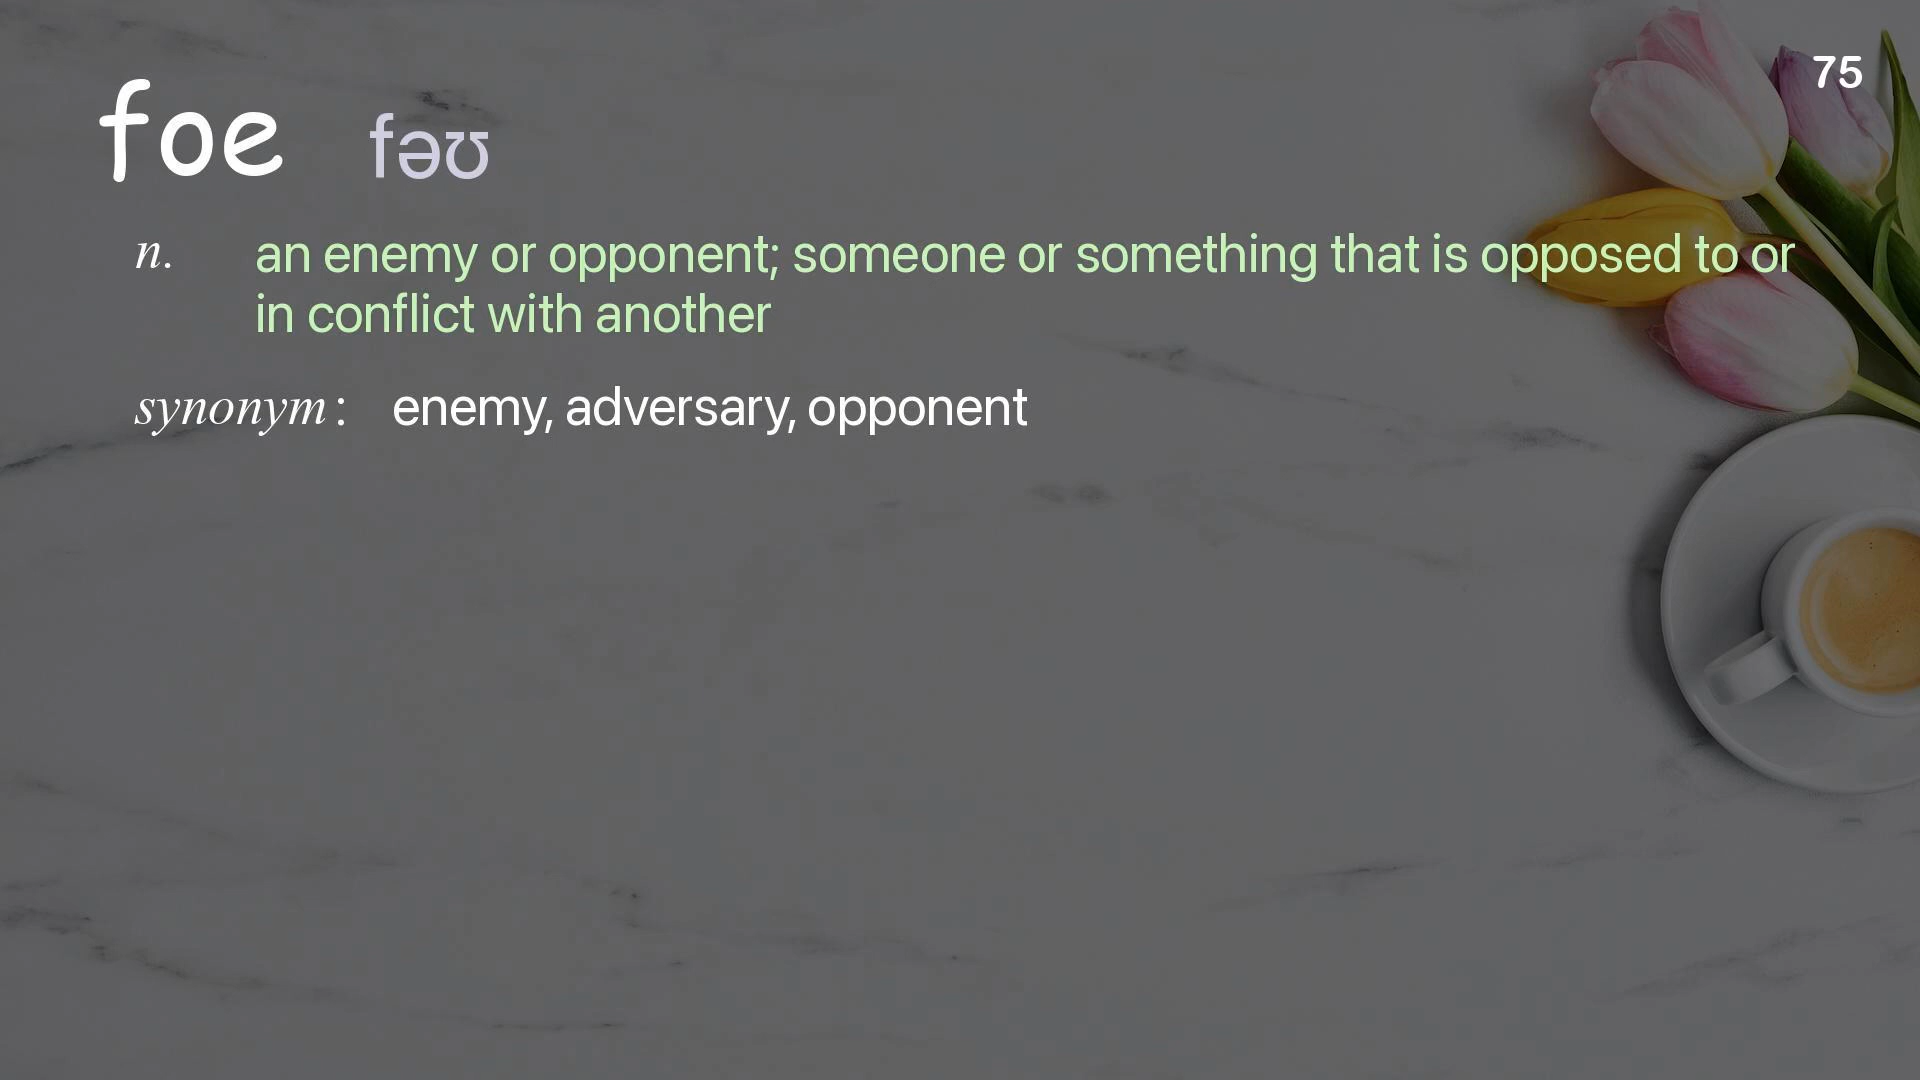 75
foe fəʊ
n. an enemy or opponent; someone or something that is opposed to or
in conflict with another
synonym: enemy, adversary, opponent